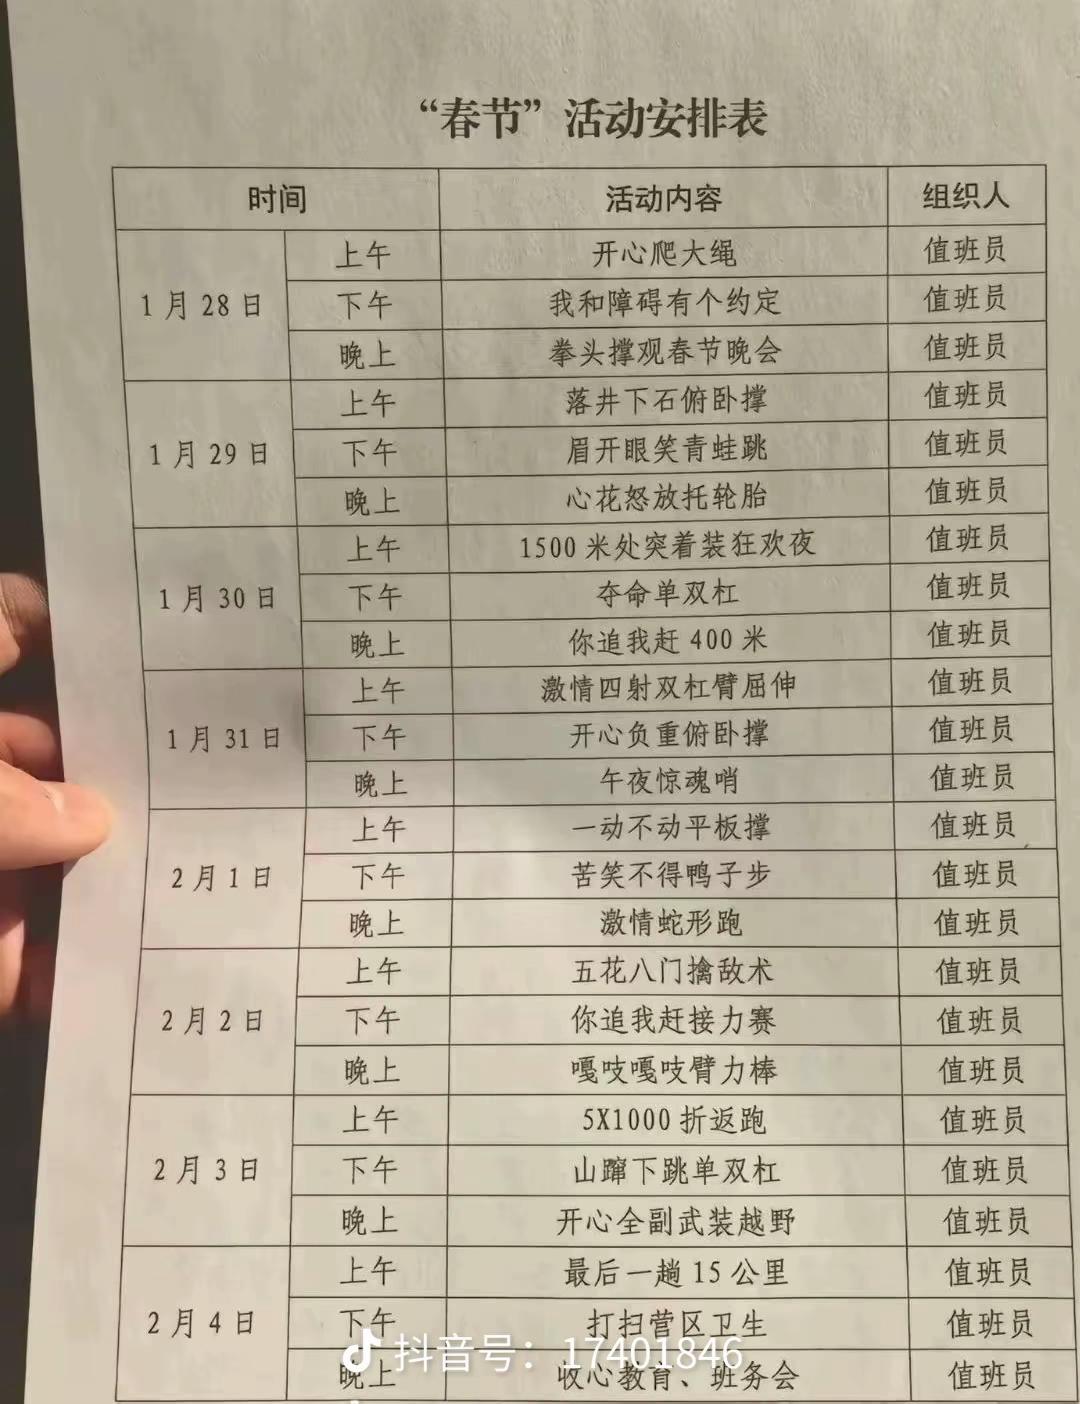 “春节”活动安排表
时间 活动内容 组织人
1月28日 上午 开心爬大绳 值班员
下午 我和障碍有个约定 值班员
晚上 拳头撑观春节晚会 值班员
1月29日 上午 落井下石俯卧撑 值班员
下午 眉开眼笑青蛙跳 值班员
晚上 心花怒放托轮胎 值班员
1月30日 上午 1500米处突着装狂欢夜 值班员
下午 夺命单双杠 值班员
晚上 你追我赶400米 值班员
1月31日 上午 激情四射双杠臂屈伸 值班员
下午 开心负重俯卧撑 值班员
晚上 午夜惊魂哨 值班员
2月1日 上午 一动不动平板撑 值班员
下午 苦笑不得鸭子步 值班员
晚上 激情蛇形跑 值班员
2月2日 上午 五花八门擒敌术 值班员
下午 你追我赶接力赛 值班员
晚上 嘎吱嘎吱臂力棒 值班员
2月3日 上午 5X1000折返跑 值班员
下午 山蹿下跳单双杠 值班员
晚上 开心全副武装越野 值班员
2月4日 上午 最后一趟15公里 值班员
下午 打扫营区卫生 值班员
抖音号：17401846
晚上 收心教育、班务会 值班员